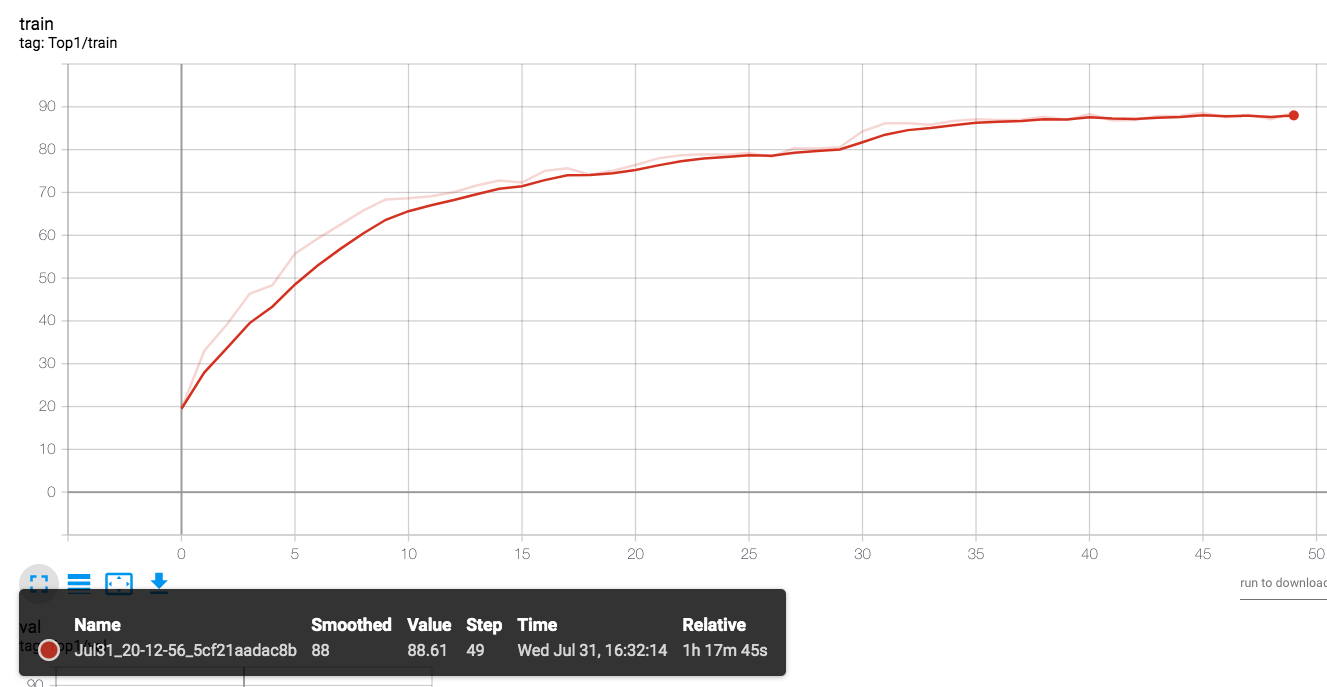 train
tag: Top1/train
90
80
70
60
50
40
30
20
10
0
0 5 10 15 20 25 30 35 40 45 50
run to download
val
Name Smoothed Value Step Time Relative
Jul31_20-12-56_5cf21aadac8b 88 88.61 49 Wed Jul 31, 16:32:14 1h 17m 45s
90